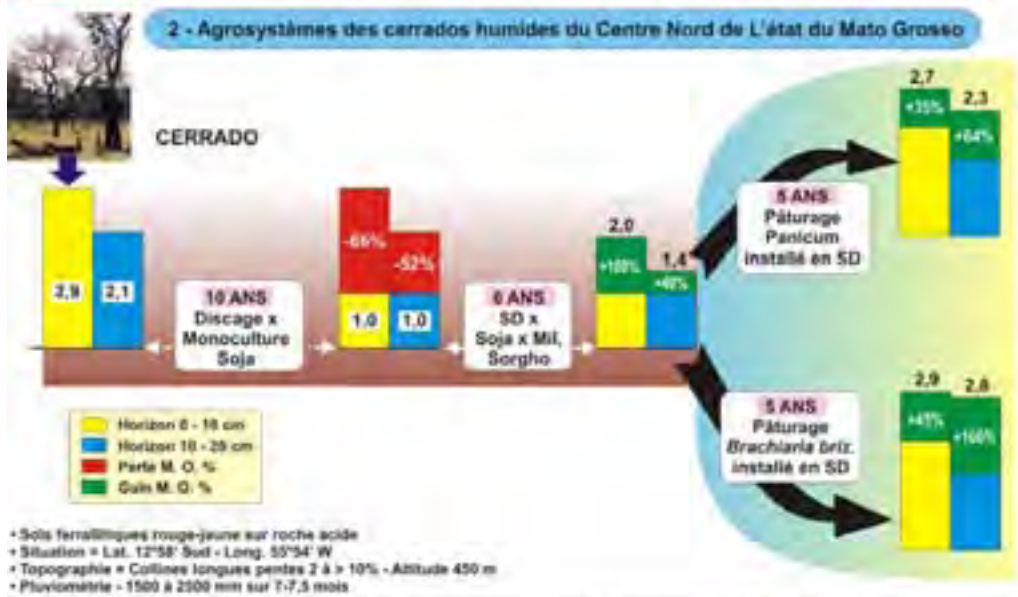 2 - Agrosystèmes des cerrados humides du Centre Nord de L'état du Mato Grosso
CERRADO
2,9
2,1
10 ANS
Discage x
Monoculture
Soja
-66%
-52%
1,0
1,0
6 ANS
SD x
Soja x Mil,
Sorgho
2,0
1,4
+100%
+40%
5 ANS
Pâturage
Panicum
installé en SD
2,7
2,3
+35%
+64%
5 ANS
Pâturage
Brachiaria briz.
installé en SD
2,9
2,8
+45%
+100%
Horizon 0 - 10 cm
Horizon 10 - 20 cm
Perte M. O. %
Gain M. O. %
• Sols ferrallitiques rouge-jaune sur roche acide
• Situation = Lat. 12°58' Sud - Long. 55°54' W
• Topographie = Collines longues pentes 2 à > 10% - Altitude 450 m
• Pluviométrie - 1500 à 2500 mm sur 7-7,5 mois